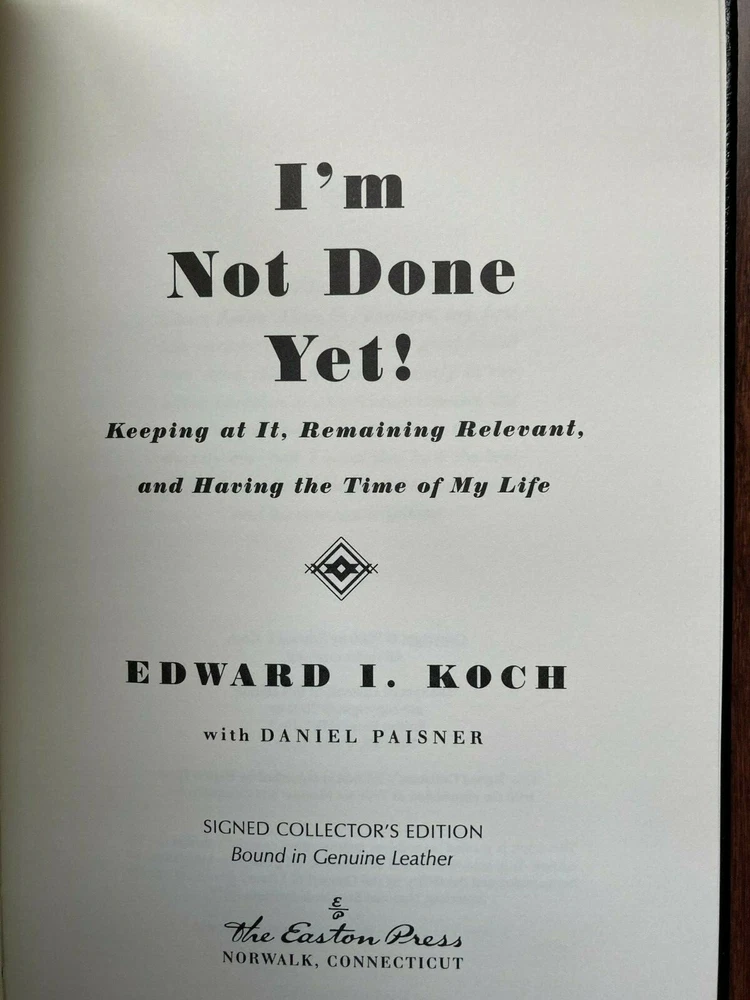 I'm
Not Done
Yet!
Keeping at It, Remaining Relevant,
and Having the Time of My Life
EDWARD I. KOCH
with DANIEL PAISNER
SIGNED COLLECTOR'S EDITION
Bound in Genuine Leather
E
P
The Easton Press
NORWALK, CONNECTICUT